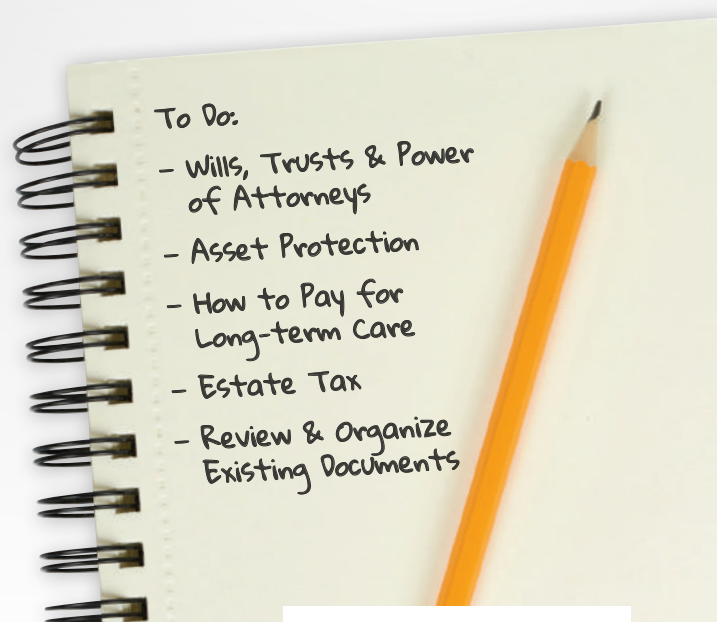 To Do:
- Wills, Trusts & Power
of Attorneys
- Asset Protection
- How to Pay for
Long-term Care
- Estate Tax
- Review & Organize
Existing Documents